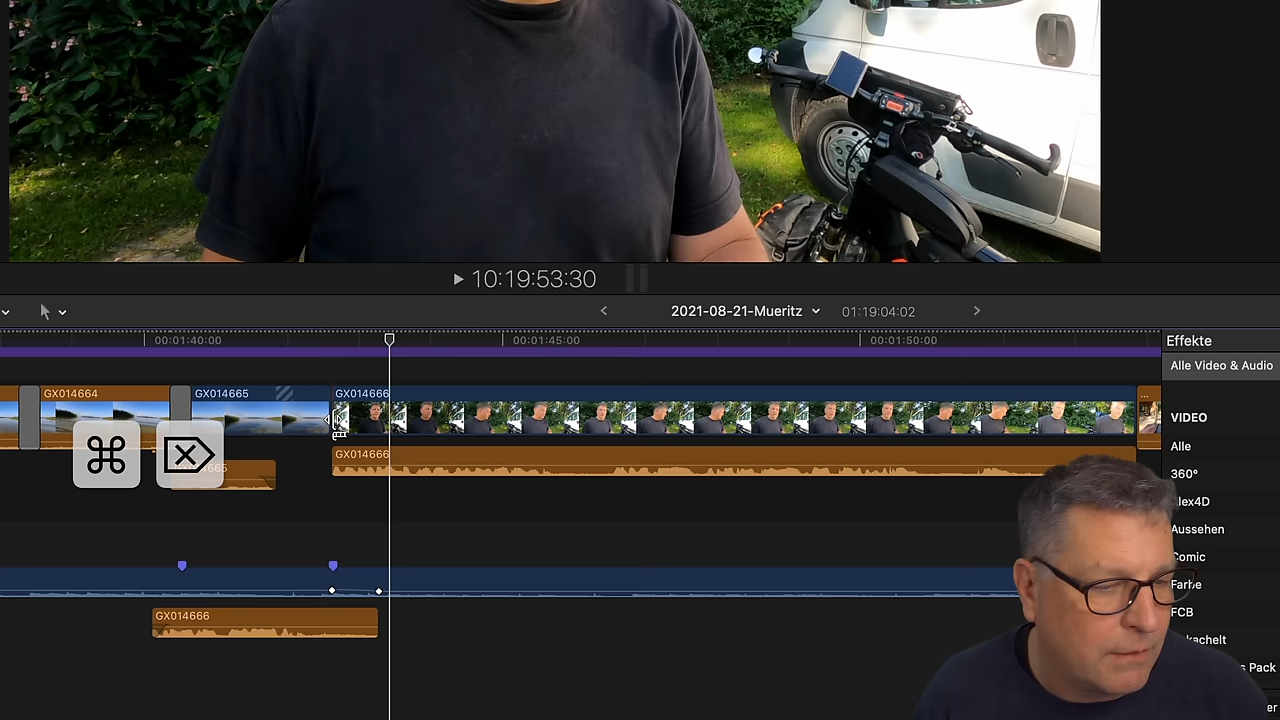 10:19:53:30
2021-08-21-Mueritz
01:19:04:02
00:01:40:00
00:01:45:00
00:01:50:00
Effekte
Alle Video & Audio
GX014664
GX014665
GX014666
...
VIDEO
Alle
GX014666
360°
Aussehen
Comic
Farbe
FCB
GX014666
Pack